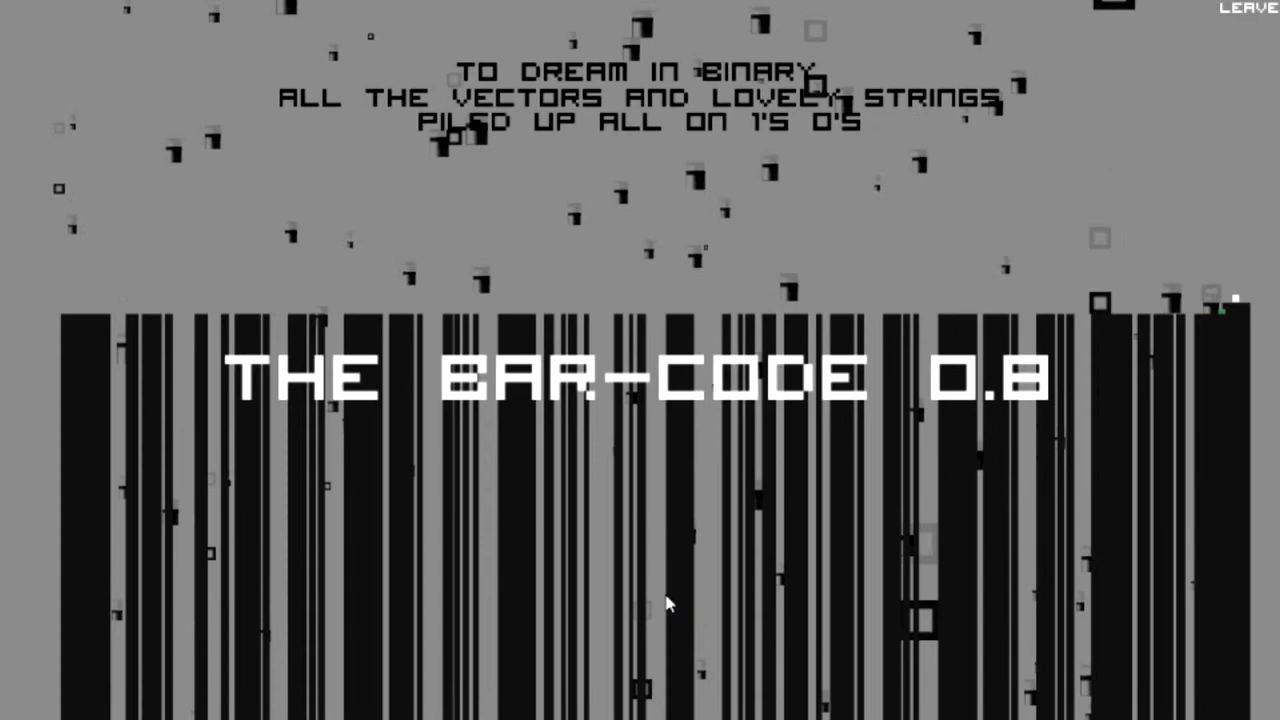 LEAVE
TO DREAM IN BINARY
ALL THE VECTORS AND LOVELY STRINGS
PILED UP ALL ON 1'S 0'S
THE BAR-CODE 0.8